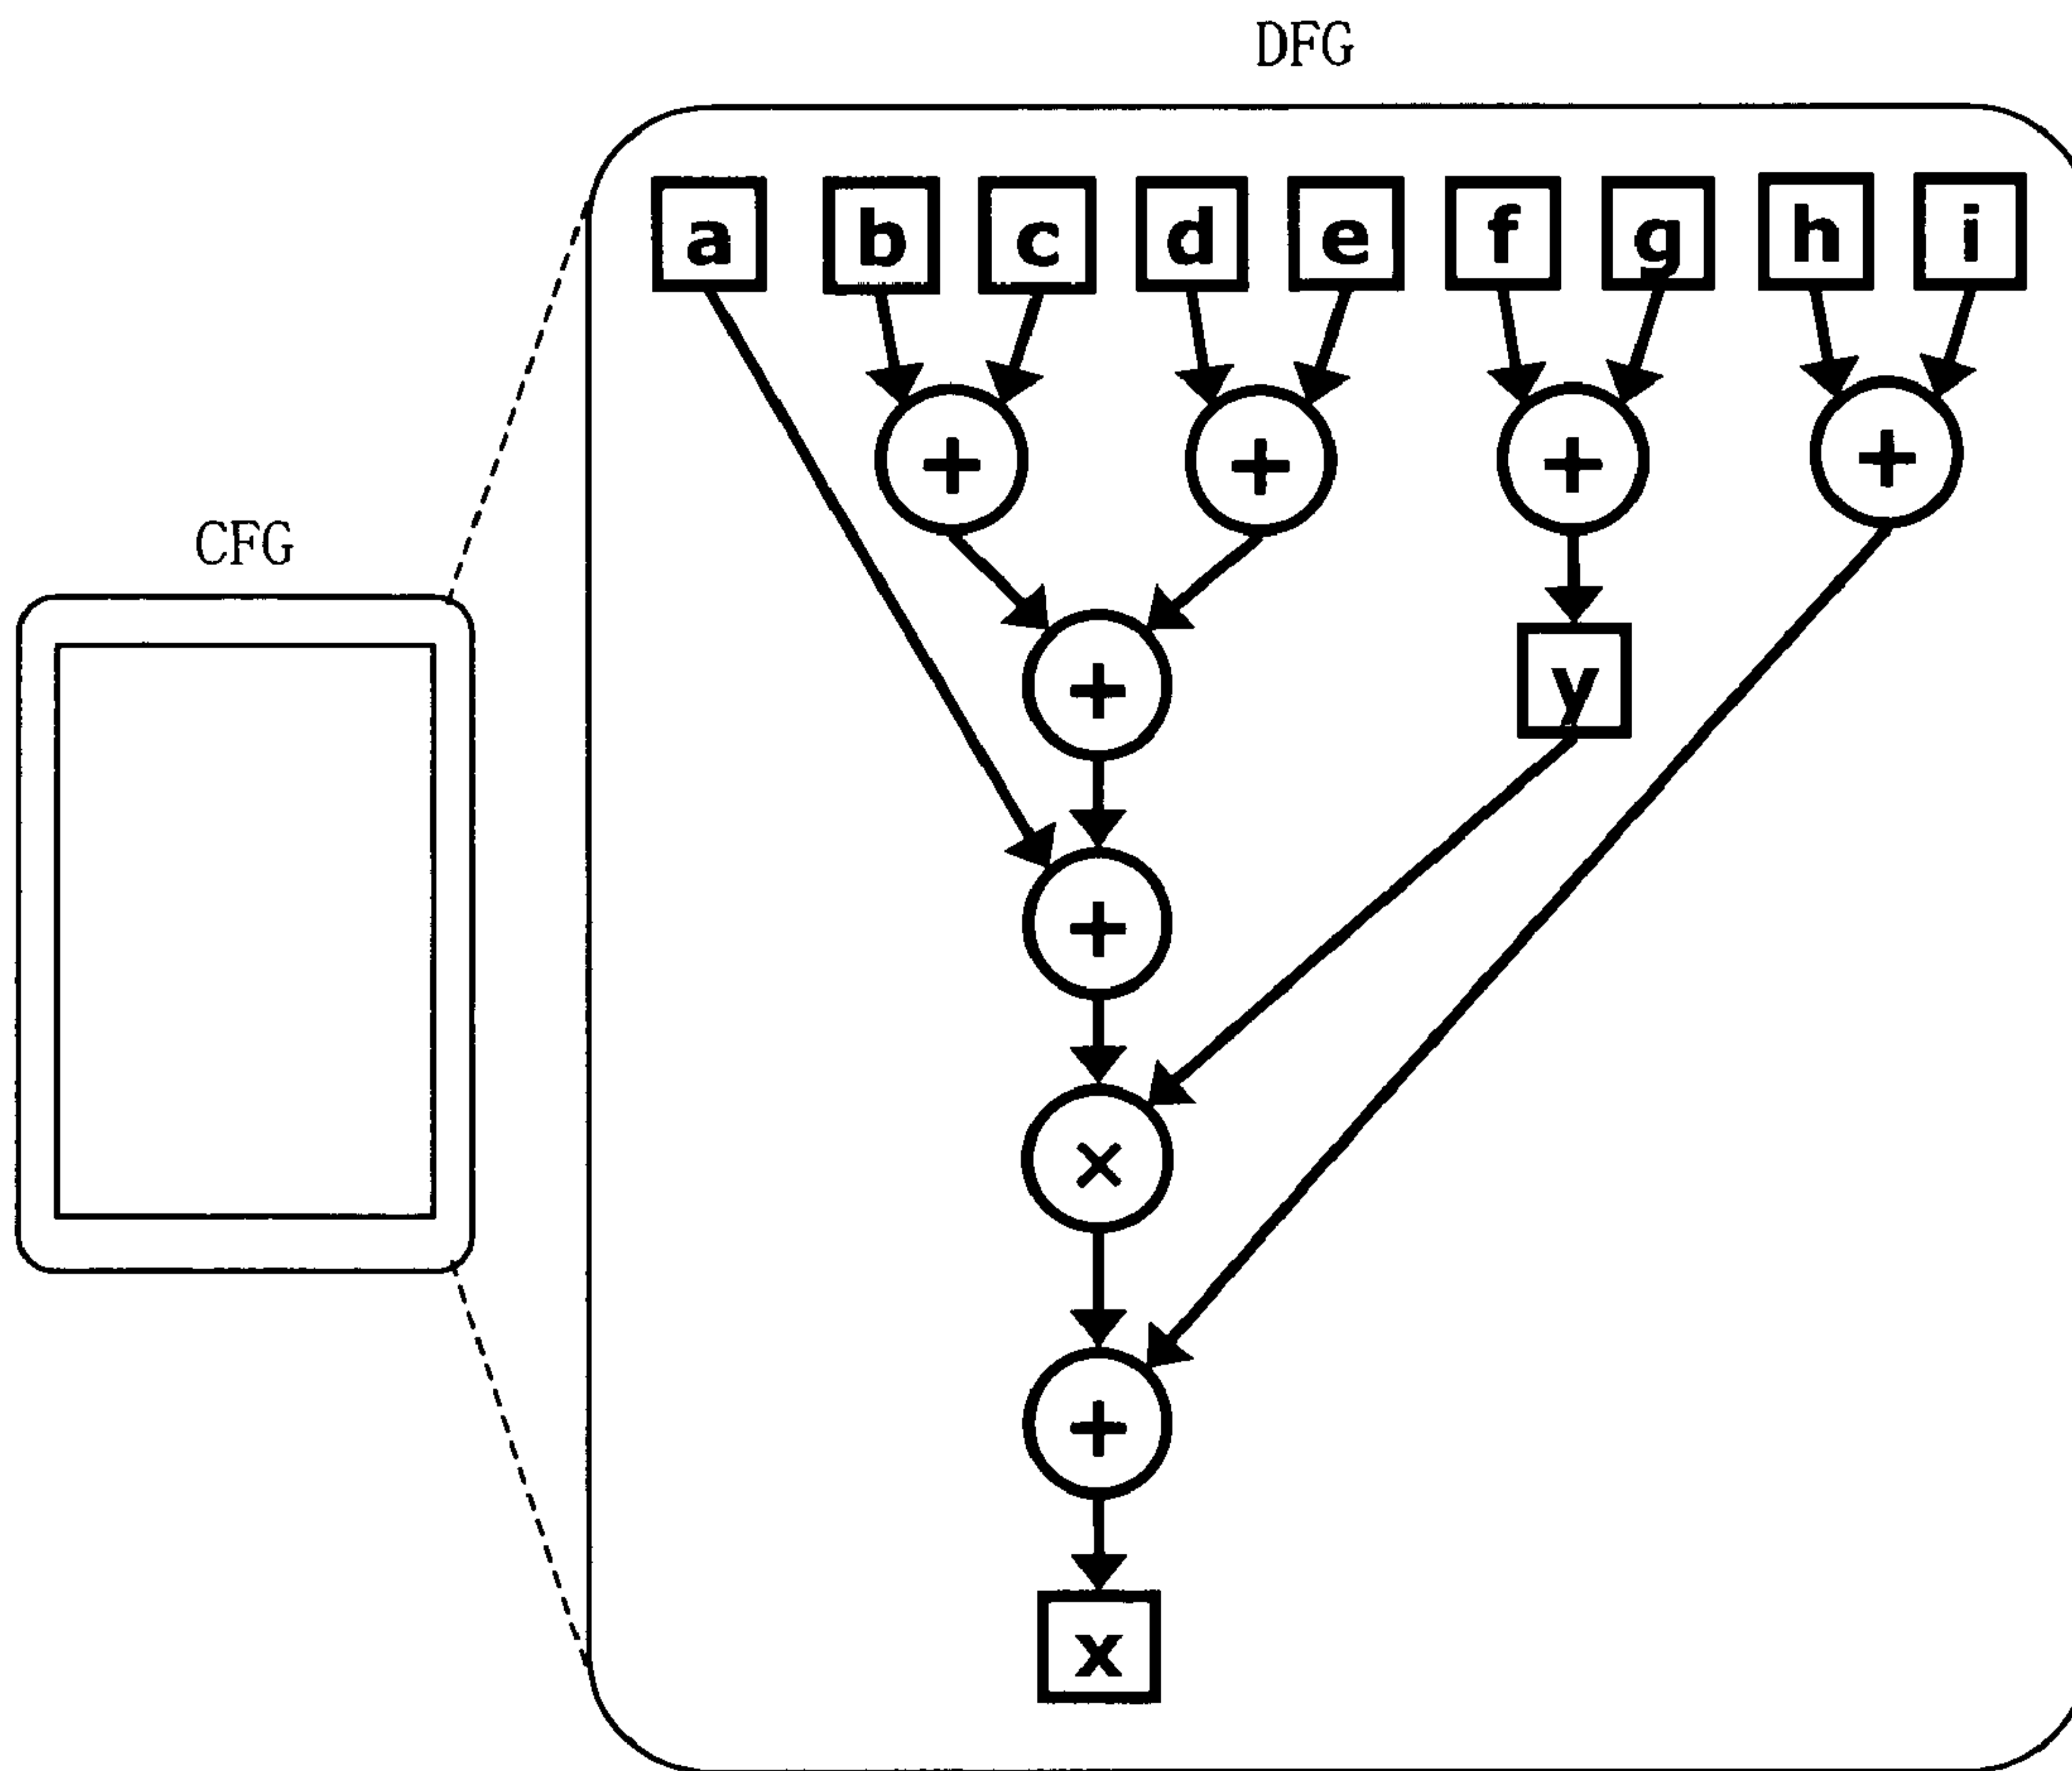 DFG
a b c d e f g h i
+ + + +
CFG
+
y
+
×
+
x